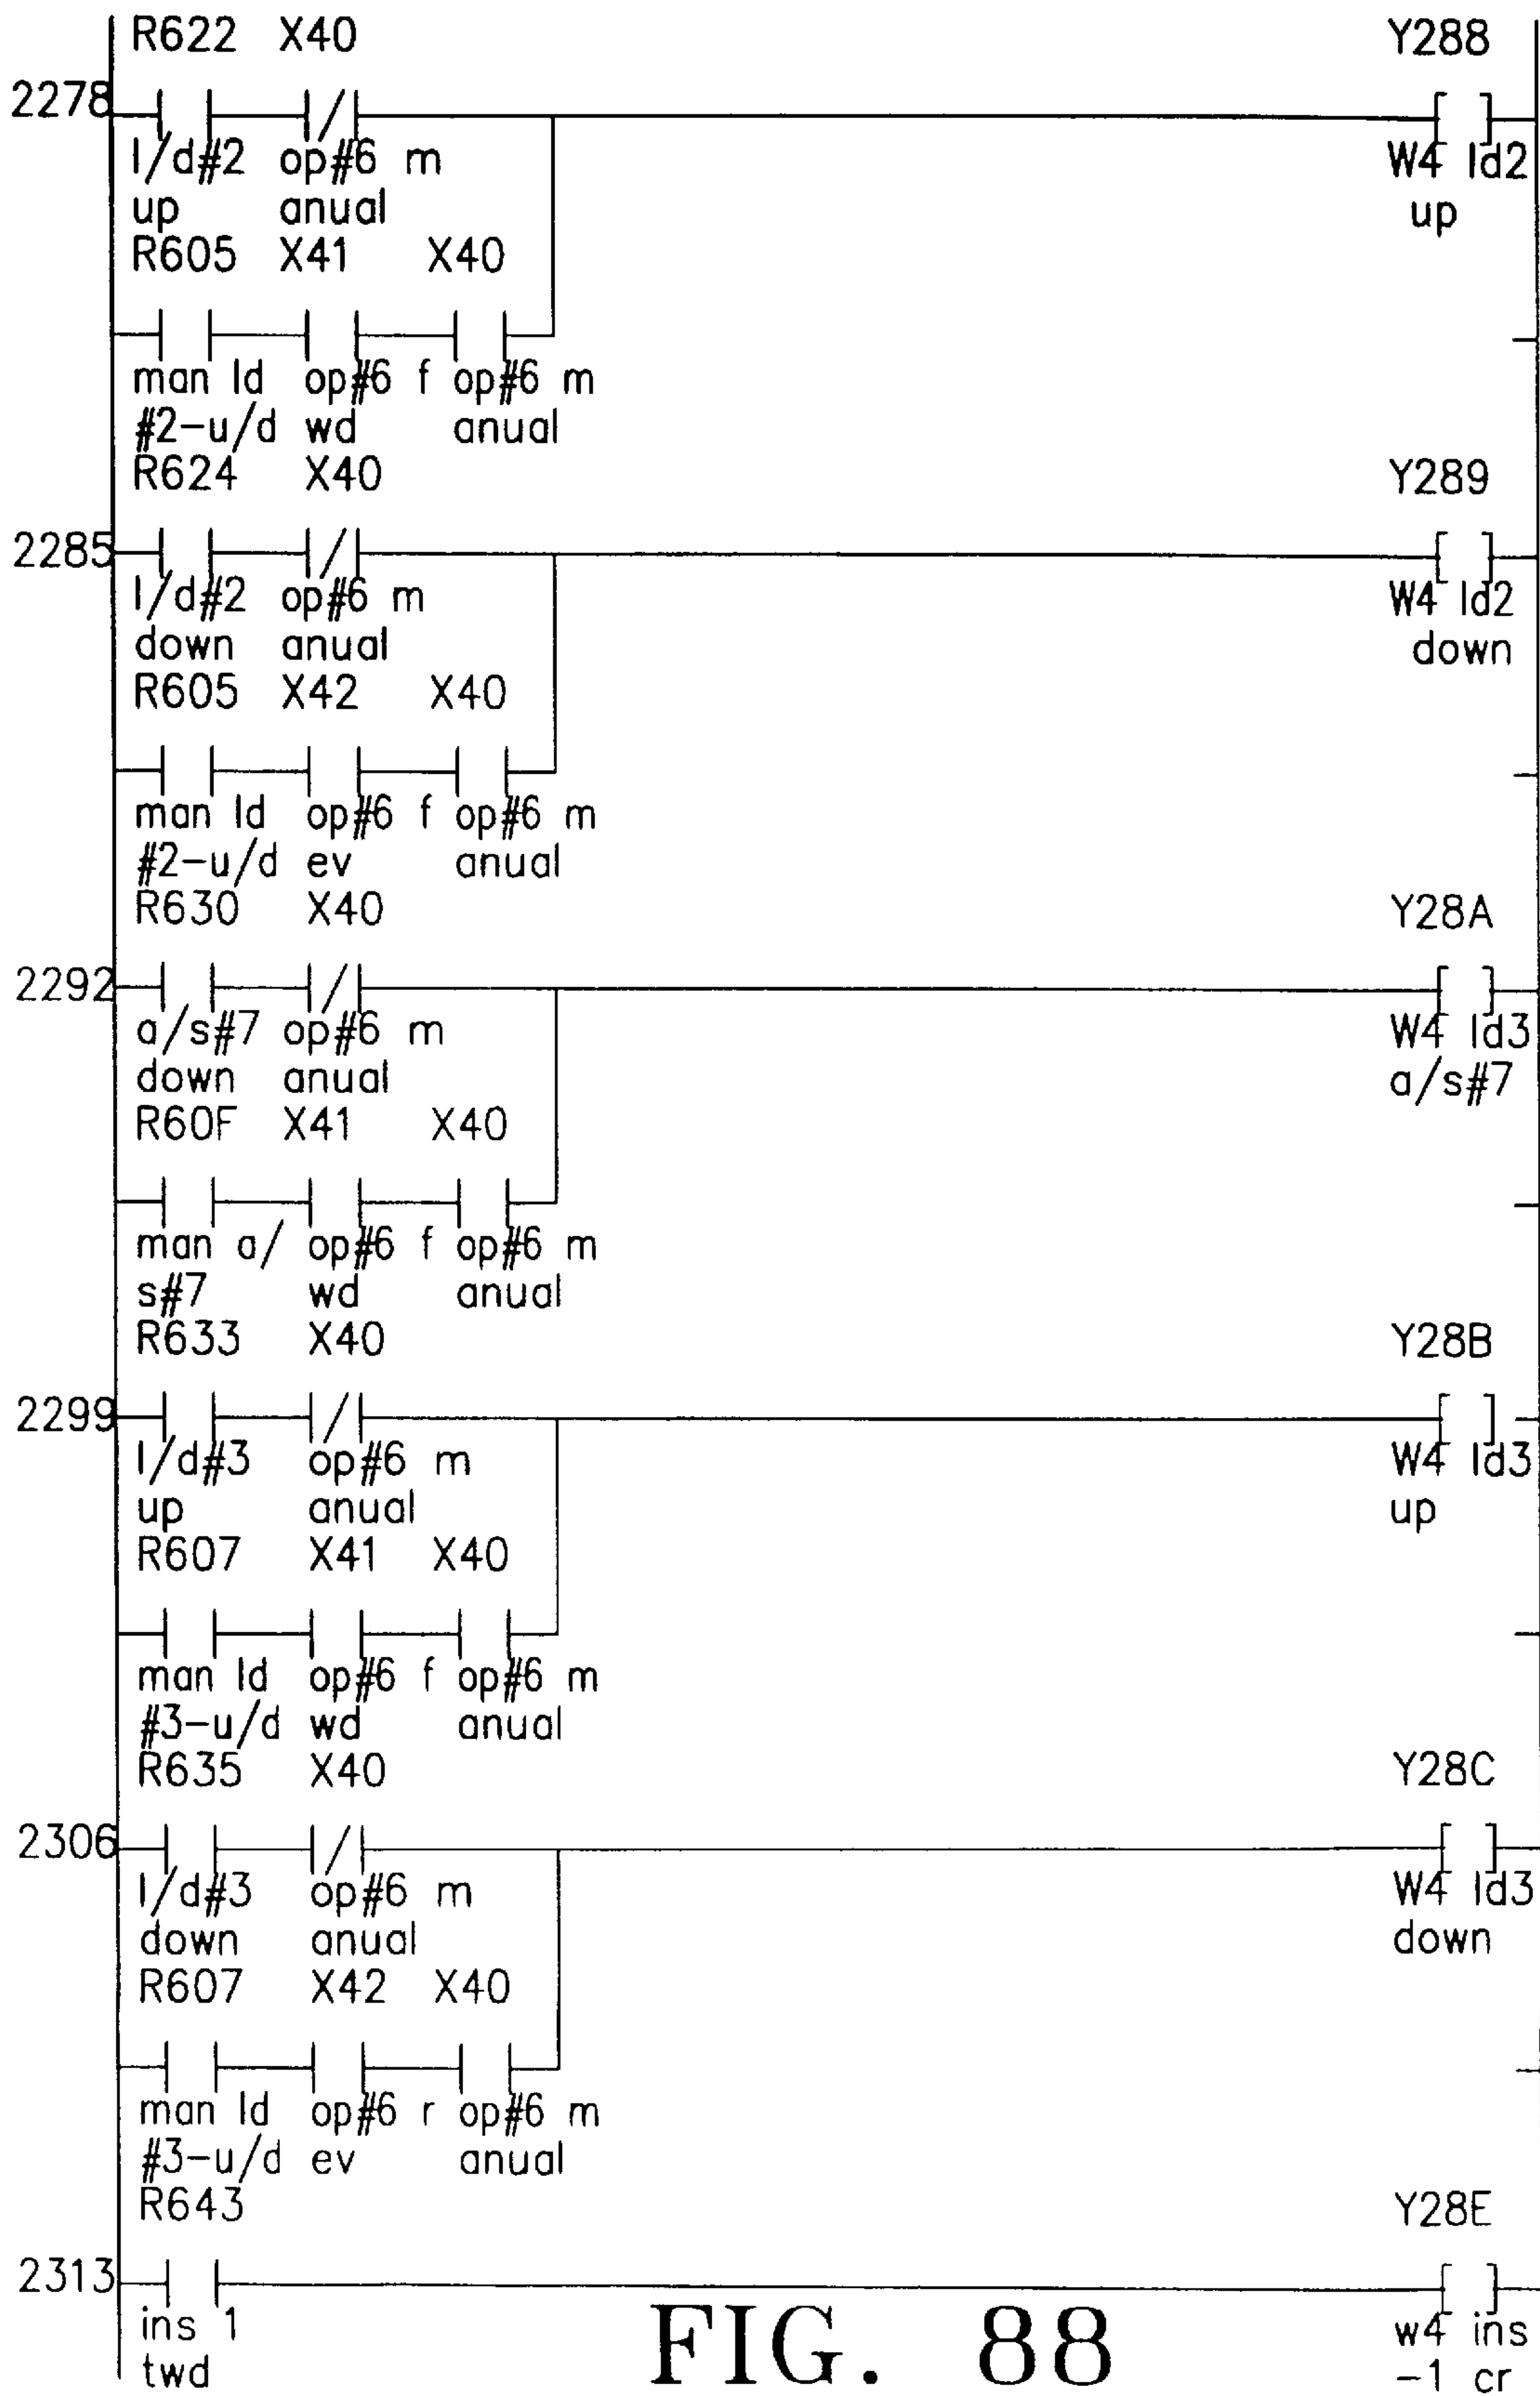 R622 X40 Y288
2278
l/d#2 op#6 m W4 ld2
up anual up
R605 X41 X40
man ld op#6 f op#6 m
#2-u/d wd anual
R624 X40 Y289
2285
l/d#2 op#6 m W4 ld2
down anual down
R605 X42 X40
man ld op#6 f op#6 m
#2-u/d ev anual
R630 X40 Y28A
2292
a/s#7 op#6 m W4 ld3
down anual a/s#7
R60F X41 X40
man a/ op#6 f op#6 m
s#7 wd anual
R633 X40 Y28B
2299
l/d#3 op#6 m W4 ld3
up anual up
R607 X41 X40
man ld op#6 f op#6 m
#3-u/d wd anual
R635 X40 Y28C
2306
l/d#3 op#6 m W4 ld3
down anual down
R607 X42 X40
man ld op#6 r op#6 m
#3-u/d ev anual
R643 Y28E
2313
ins 1 w4 ins
twd -1 cr
FIG. 88